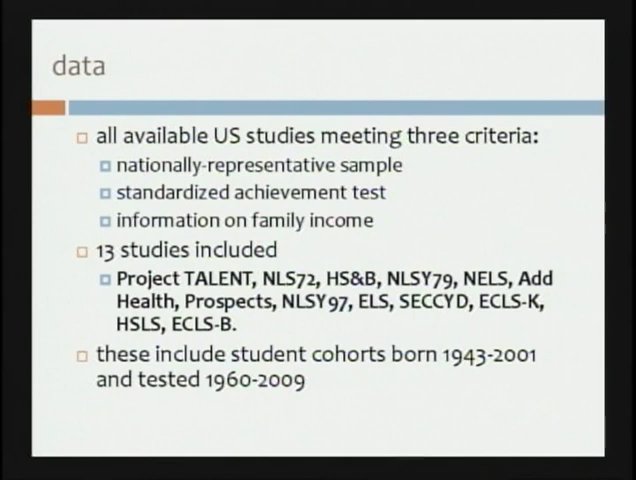 data
all available US studies meeting three criteria:
nationally-representative sample
standardized achievement test
information on family income
13 studies included
Project TALENT, NLS72, HS&B, NLSY79, NELS, Add
Health, Prospects, NLSY97, ELS, SECCYD, ECLS-K,
HSLS, ECLS-B.
these include student cohorts born 1943-2001
and tested 1960-2009